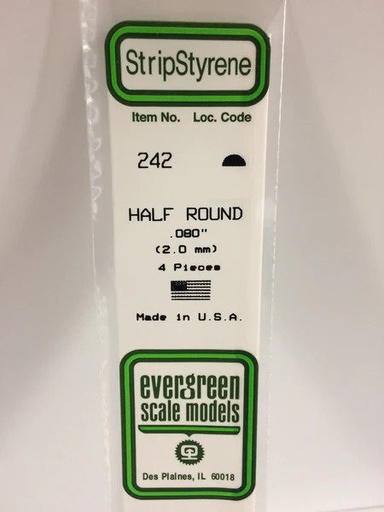 StripStyrene
Item No. Loc. Code
242
HALF ROUND
.080"
(2.0 mm)
4 Pieces
Made in U.S.A.
evergreen
scale models
Des Plaines, IL 60018